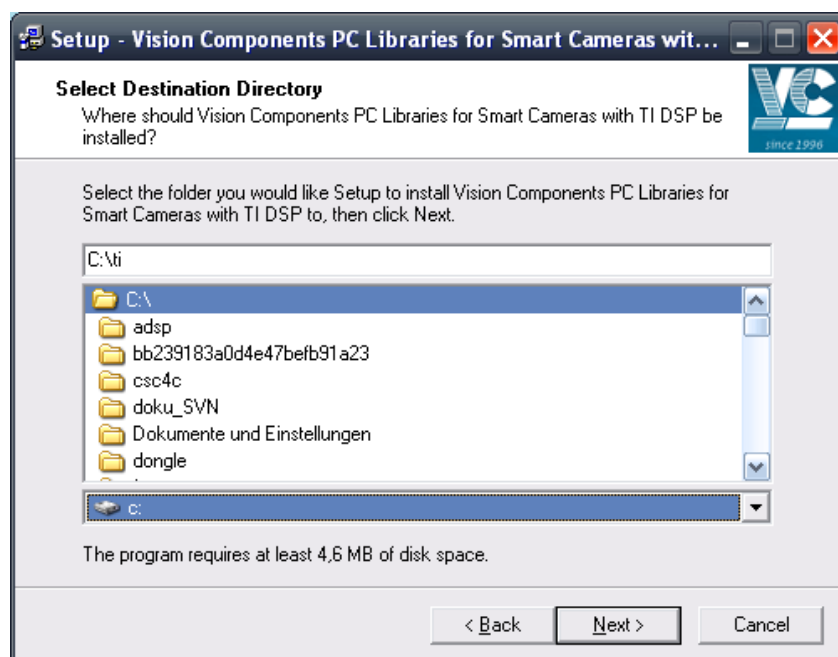 Setup - Vision Components PC Libraries for Smart Cameras wit...
Select Destination Directory
Where should Vision Components PC Libraries for Smart Cameras with TI DSP be
installed?
VC
since 1996
Select the folder you would like Setup to install Vision Components PC Libraries for
Smart Cameras with TI DSP to, then click Next.
C:\ti
C:\
adsp
bb239183a0d4e47befb91a23
csc4c
doku_SVN
Dokumente und Einstellungen
dongle
c:
The program requires at least 4,6 MB of disk space.
< Back
Next >
Cancel